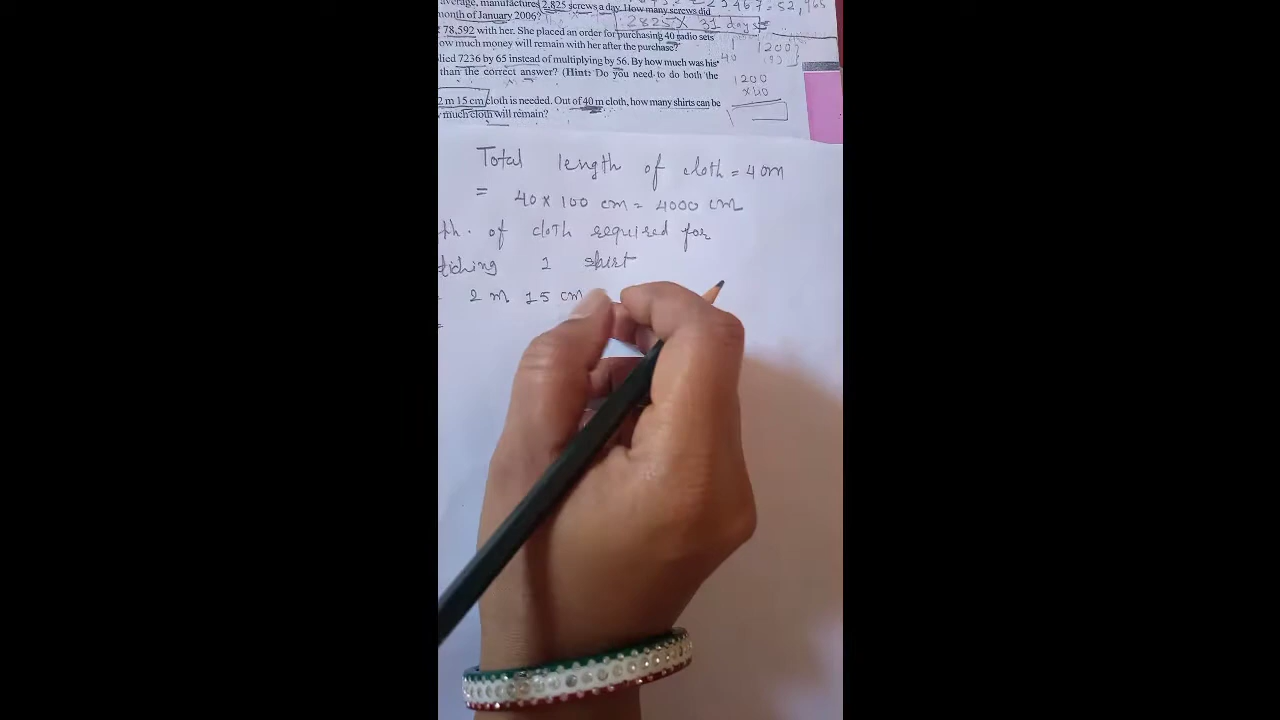 average, manufactures 2,825 screws a day. How many screws did
month of January 2006?
2825 × 31 days =
= 52,965
78,592 with her. She placed an order for purchasing 40 radio sets
how much money will remain with her after the purchase?
lied 7236 by 65 instead of multiplying by 56. By how much was his
than the correct answer? (Hint: Do you need to do both the
1200
40
1200
×40
2 m 15 cm cloth is needed. Out of 40 m cloth, how many shirts can be
much cloth will remain?
Total length of cloth = 40m
= 40 × 100 cm = 4000 cm
th. of cloth required for
tiching 1 shirt
2 m 15 cm
=